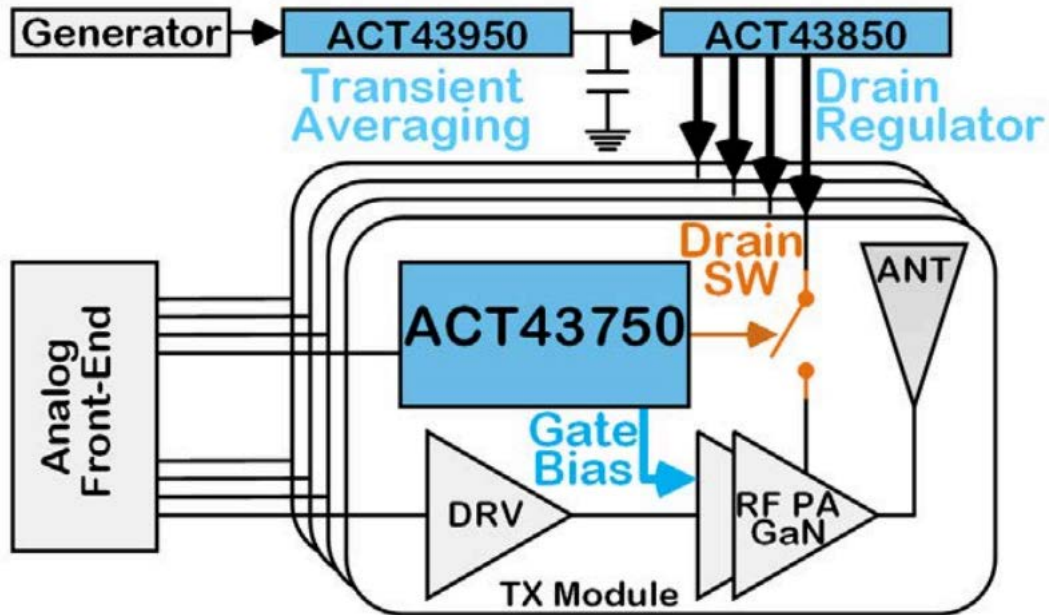 Generator
ACT43950
ACT43850
Transient
Averaging
Drain
Regulator
Drain
SW
ANT
ACT43750
Analog
Front-End
Gate
Bias
DRV
RF PA
GaN
TX Module